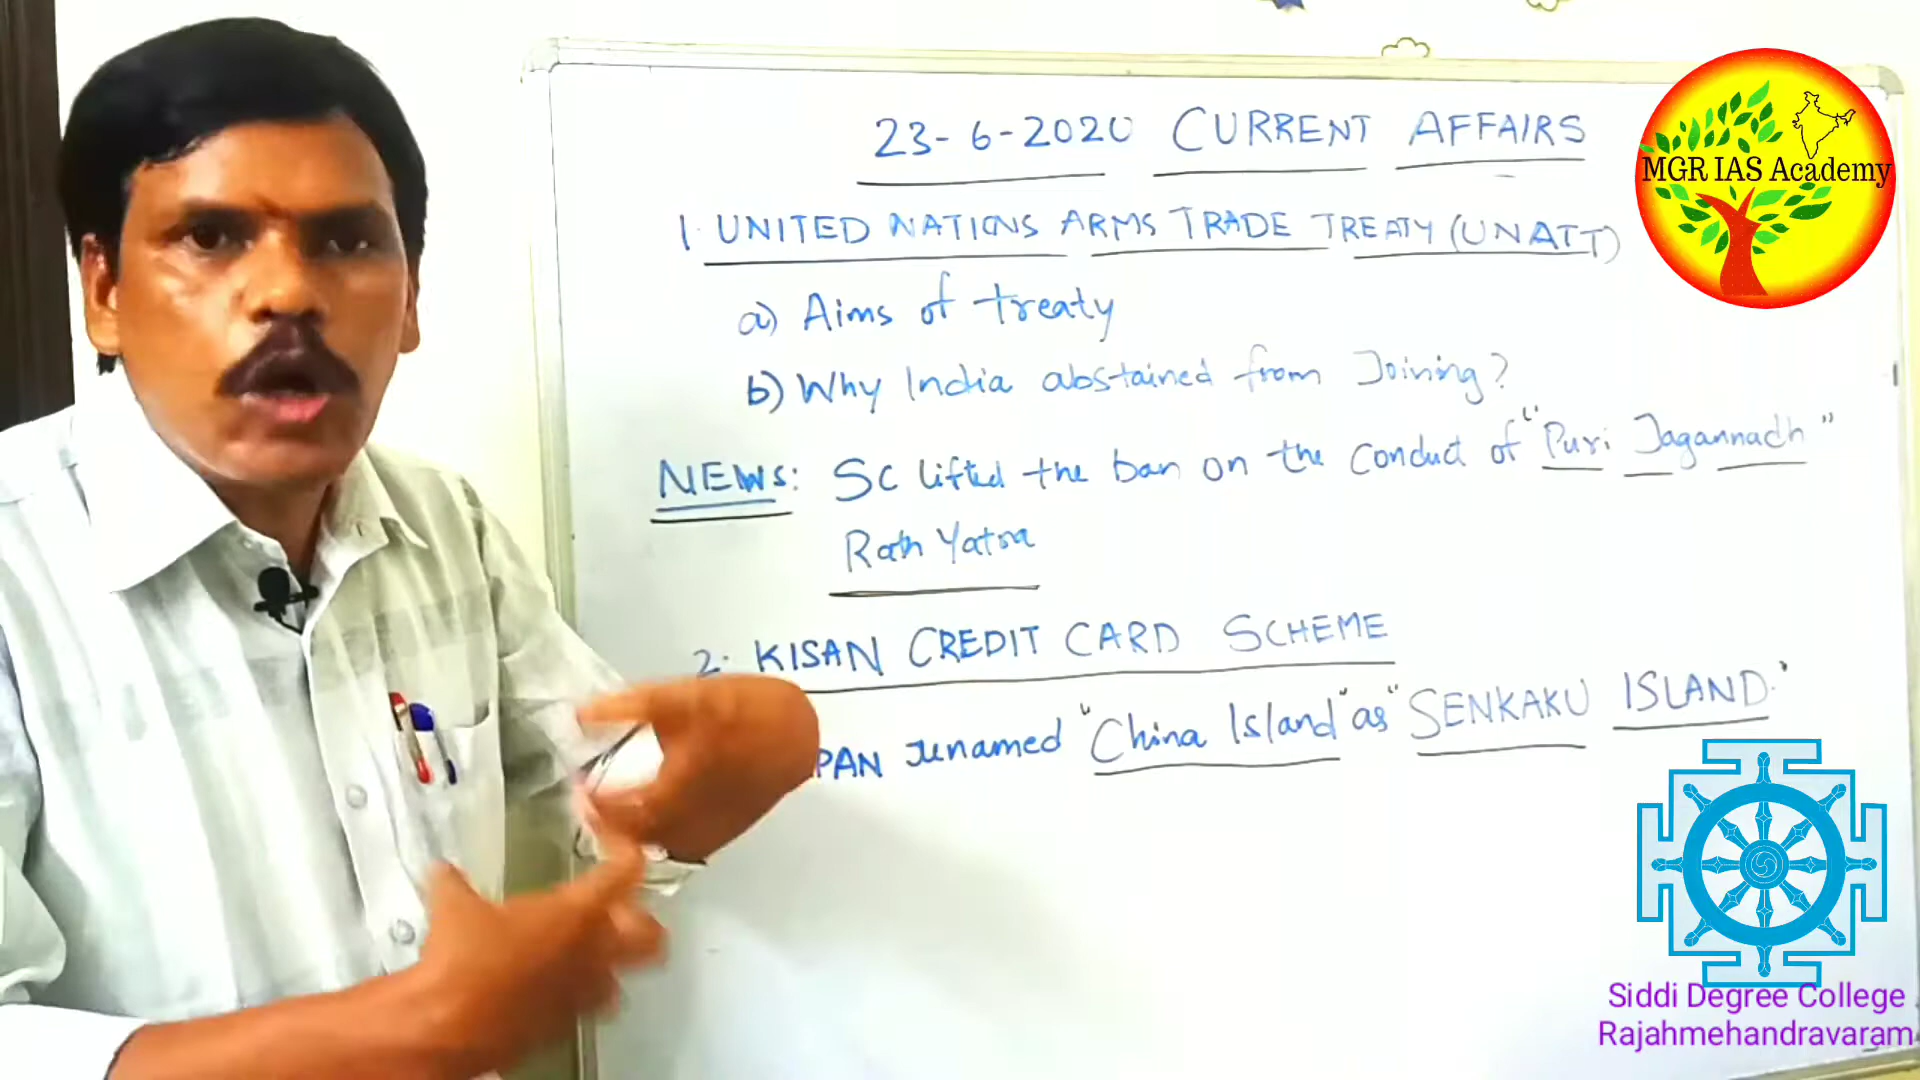 23-6-2020 CURRENT AFFAIRS
1. UNITED NATIONS ARMS TRADE TREATY (UNATT)
a) Aims of treaty
b) Why India abstained from Joining?
NEWS: SC lifted the ban on the conduct of "Puri Jagannadh"
Rath Yatra
2. KISAN CREDIT CARD SCHEME
PAN renamed "China Island" as "SENKAKU ISLAND."
MGR IAS Academy
Siddi Degree College
Rajahmehandravaram